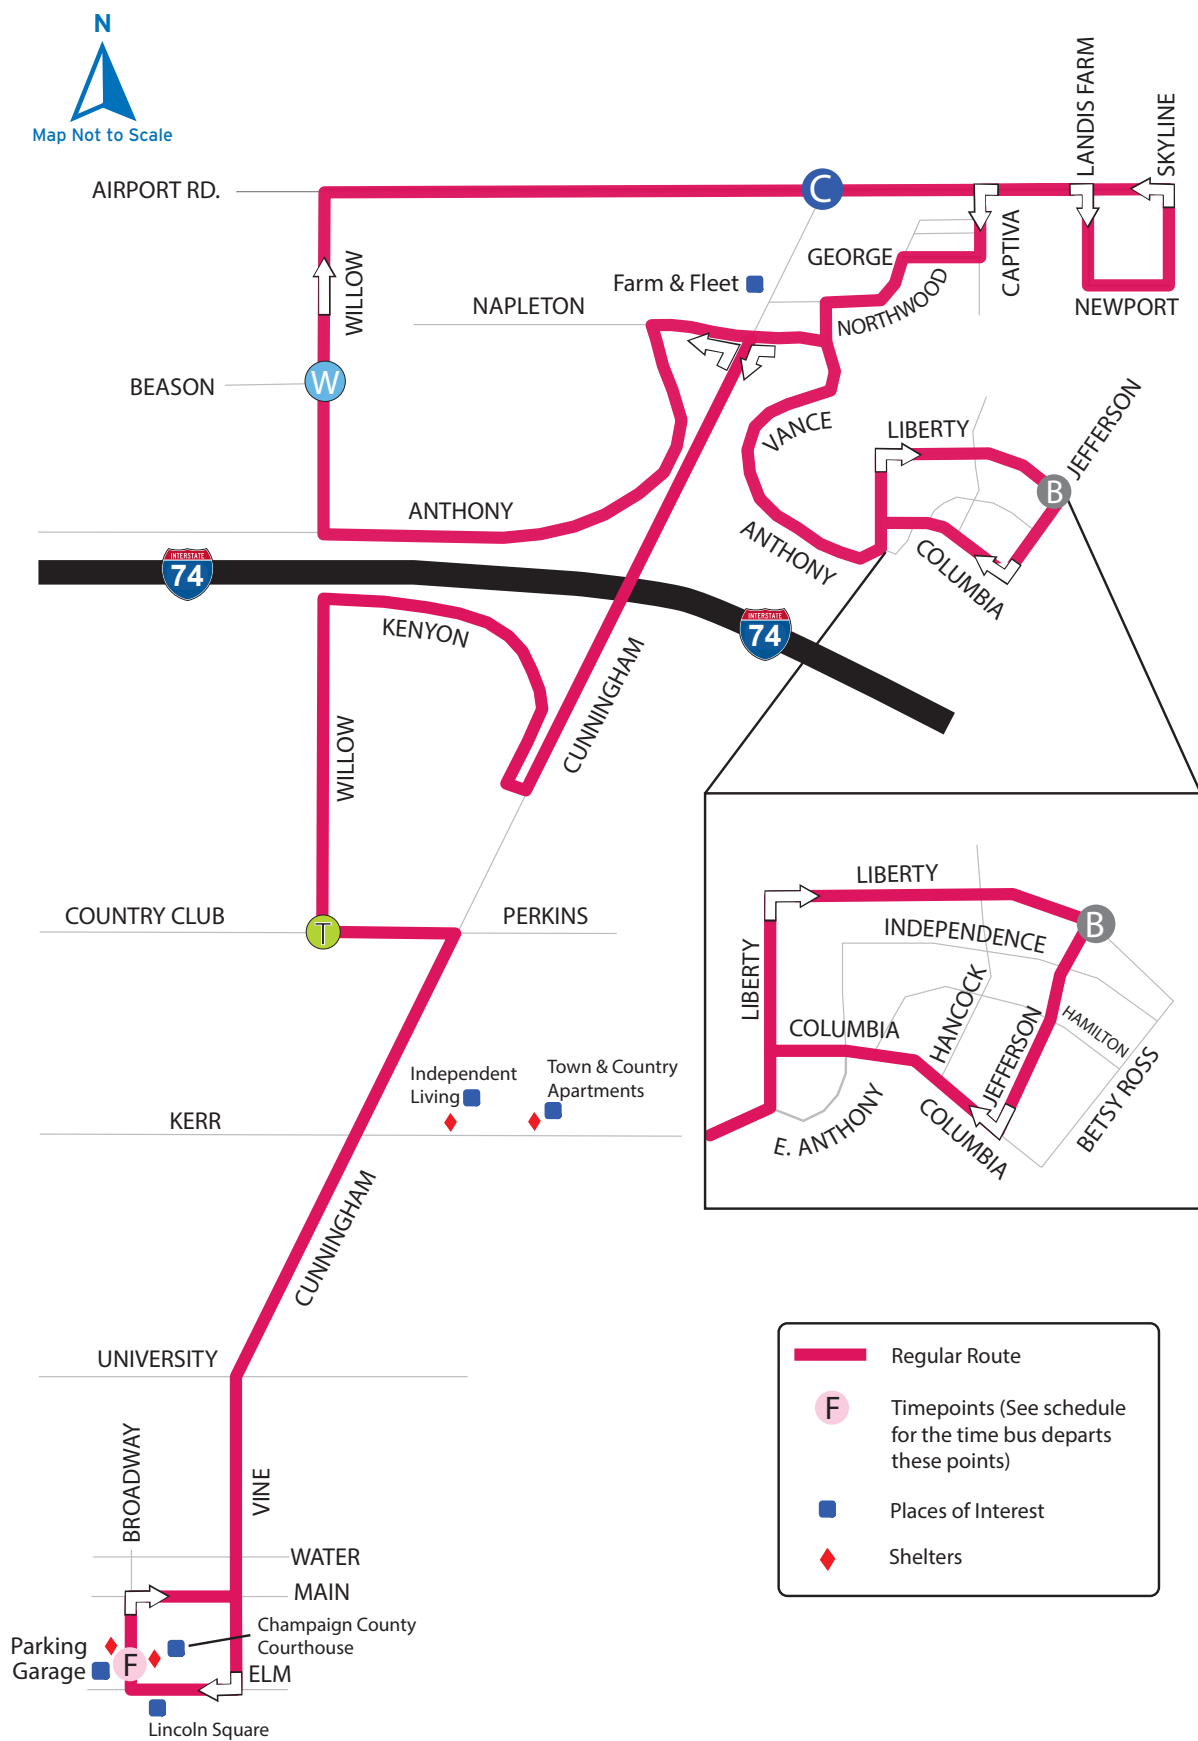 N
Map Not to Scale
LANDIS FARM
SKYLINE
AIRPORT RD.
C
CAPTIVA
GEORGE
Farm & Fleet
NORTHWOOD
NEWPORT
NAPLETON
WILLOW
W
BEASON
VANCE
LIBERTY
JEFFERSON
B
ANTHONY
ANTHONY
COLUMBIA
INTERSTATE
74
INTERSTATE
74
KENYON
CUNNINGHAM
WILLOW
COUNTRY CLUB
T
PERKINS
LIBERTY
B
INDEPENDENCE
LIBERTY
HANCOCK
COLUMBIA
JEFFERSON
HAMILTON
BETSY ROSS
E. ANTHONY
COLUMBIA
Independent
Living
Town & Country
Apartments
KERR
CUNNINGHAM
UNIVERSITY
BROADWAY
VINE
WATER
MAIN
Champaign County
Courthouse
Parking
Garage
F
ELM
Lincoln Square
Regular Route
F
Timepoints (See schedule
for the time bus departs
these points)
Places of Interest
Shelters